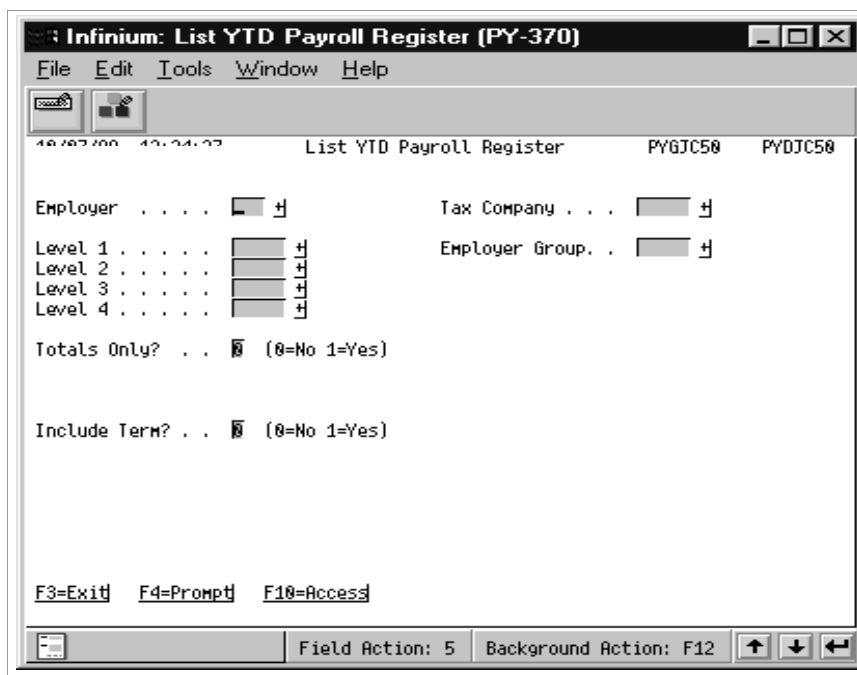 Infinium: List YTD Payroll Register (PY-370)
File Edit Tools Window Help
List YTD Payroll Register PYGJC50 PYDJC50
Employer . . . . + Tax Company . . . +
Level 1 . . . . . + Employer Group. . +
Level 2 . . . . . +
Level 3 . . . . . +
Level 4 . . . . . +
Totals Only? . . 0 (0=No 1=Yes)
Include Term? . . 0 (0=No 1=Yes)
F3=Exit F4=Prompt F10=Access
Field Action: 5 Background Action: F12